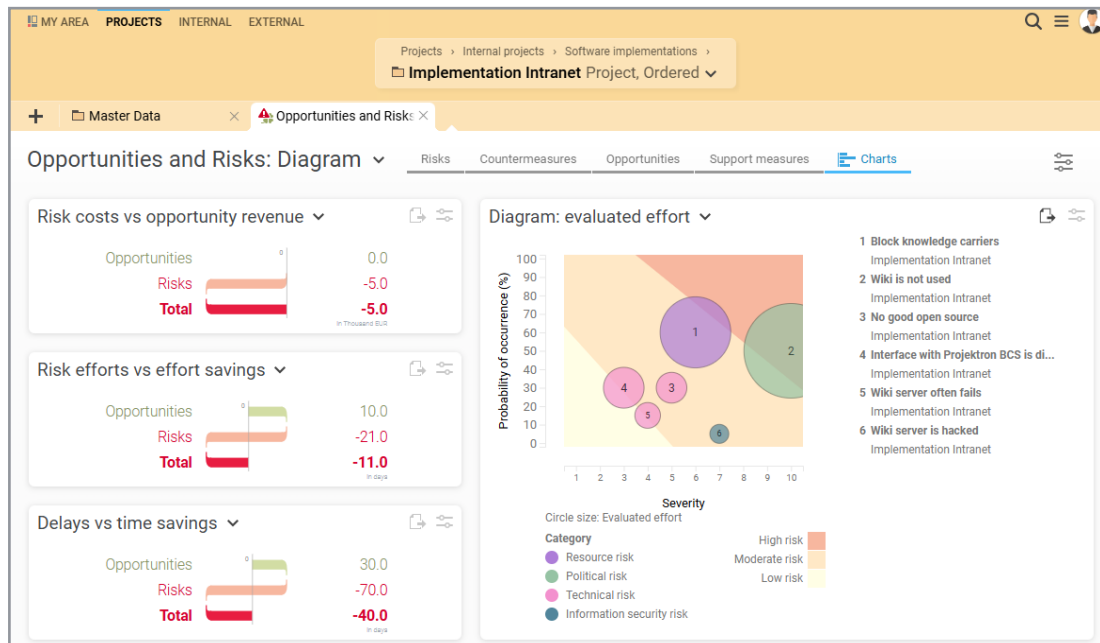 MY AREA PROJECTS INTERNAL EXTERNAL
Projects › Internal projects › Software implementations ›
Implementation Intranet Project, Ordered
+ Master Data × Opportunities and Risks ×
Opportunities and Risks: Diagram Risks Countermeasures Opportunities Support measures Charts
Risk costs vs opportunity revenue
0
Opportunities 0.0
Risks -5.0
Total -5.0
in Thousand EUR
Risk efforts vs effort savings
0
Opportunities 10.0
Risks -21.0
Total -11.0
in days
Delays vs time savings
0
Opportunities 30.0
Risks -70.0
Total -40.0
in days
Diagram: evaluated effort
Probability of occurrence (%)
100
90
80
70
60
50
40
30
20
10
0
1
2
4
3
5
6
1 2 3 4 5 6 7 8 9 10
Severity
Circle size: Evaluated effort
Category
Resource risk
Political risk
Technical risk
Information security risk
High risk
Moderate risk
Low risk
1 Block knowledge carriers
Implementation Intranet
2 Wiki is not used
Implementation Intranet
3 No good open source
Implementation Intranet
4 Interface with Projektron BCS is di...
Implementation Intranet
5 Wiki server often fails
Implementation Intranet
6 Wiki server is hacked
Implementation Intranet